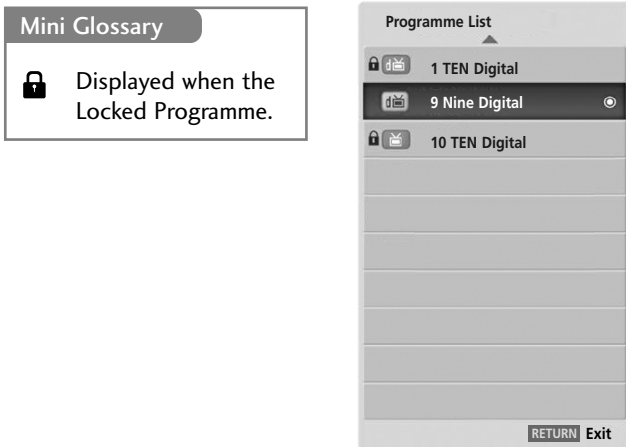 Mini Glossary
Displayed when the
Locked Programme.
Programme List
1 TEN Digital
9 Nine Digital
10 TEN Digital
RETURN Exit